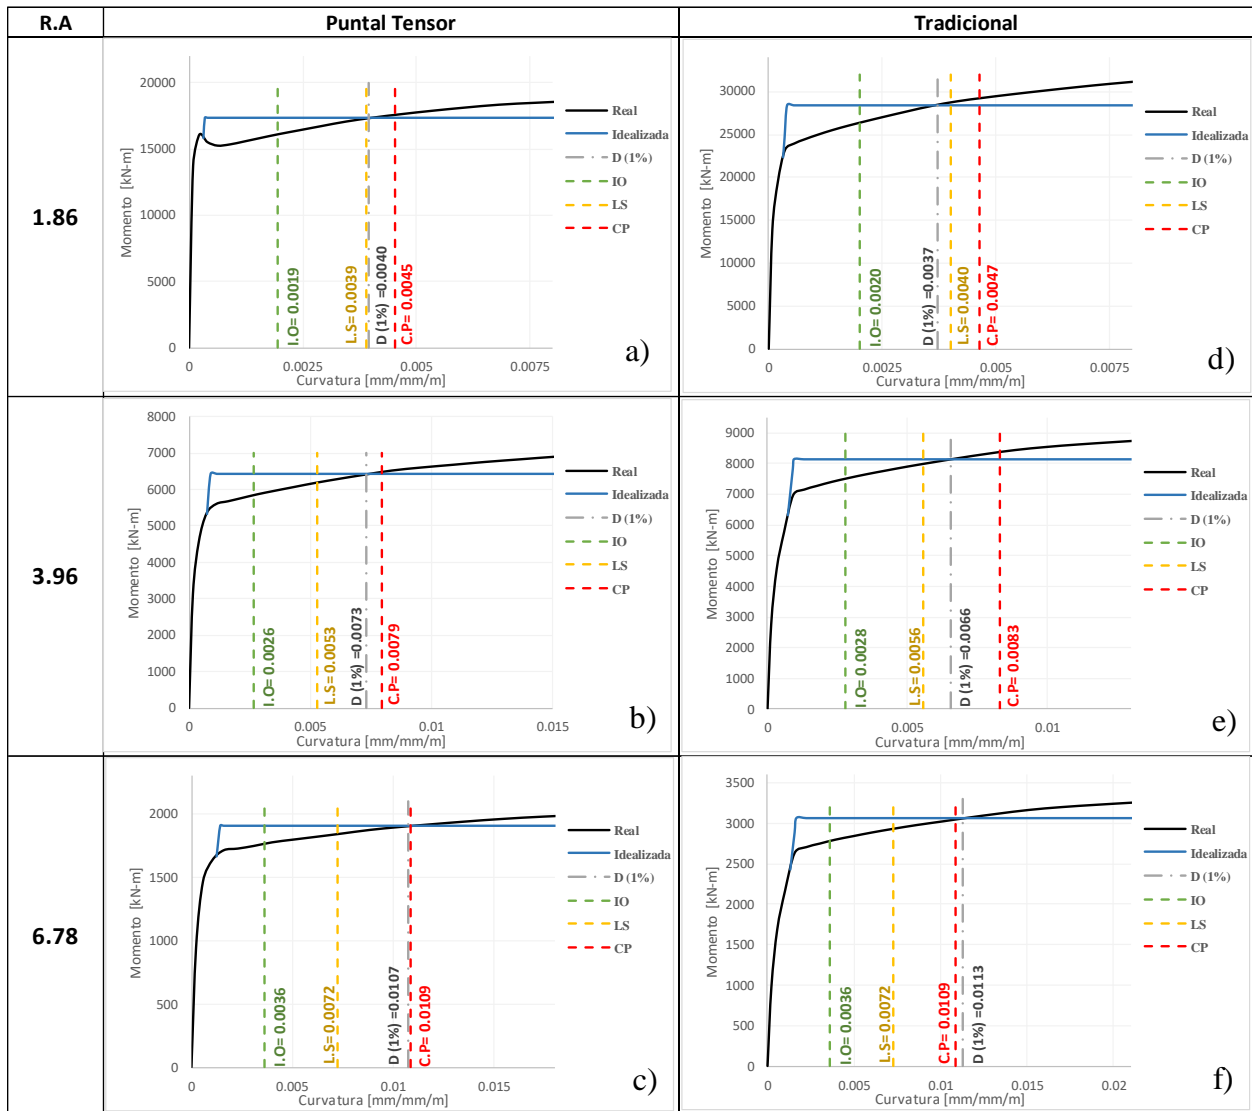 R.A
Puntal Tensor
Tradicional
1.86
Momento [kN-m]
20000
15000
10000
5000
0
0
0.0025
0.005
0.0075
Curvatura [mm/mm/m]
I.O= 0.0019
L.S= 0.0039
D (1%) =0.0040
C.P= 0.0045
Real
Idealizada
D (1%)
IO
LS
CP
a)
Momento [kN-m]
30000
25000
20000
15000
10000
5000
0
0
0.0025
0.005
0.0075
Curvatura [mm/mm/m]
I.O= 0.0020
D (1%) =0.0037
L.S= 0.0040
C.P= 0.0047
Real
Idealizada
D (1%)
IO
LS
CP
d)
3.96
Momento [kN-m]
8000
7000
6000
5000
4000
3000
2000
1000
0
0
0.005
0.01
0.015
Curvatura [mm/mm/m]
I.O= 0.0026
L.S= 0.0053
D (1%) =0.0073
C.P= 0.0079
Real
Idealizada
D (1%)
IO
LS
CP
b)
Momento [kN-m]
9000
8000
7000
6000
5000
4000
3000
2000
1000
0
0
0.005
0.01
Curvatura [mm/mm/m]
I.O= 0.0028
L.S= 0.0056
D (1%) =0.0066
C.P= 0.0083
Real
Idealizada
D (1%)
IO
LS
CP
e)
6.78
Momento [kN-m]
2000
1500
1000
500
0
0
0.005
0.01
0.015
Curvatura [mm/mm/m]
I.O= 0.0036
L.S= 0.0072
D (1%) =0.0107
C.P= 0.0109
Real
Idealizada
D (1%)
IO
LS
CP
c)
Momento [kN-m]
3500
3000
2500
2000
1500
1000
500
0
0
0.005
0.01
0.015
0.02
Curvatura [mm/mm/m]
I.O= 0.0036
L.S= 0.0072
C.P= 0.0109
D (1%) =0.0113
Real
Idealizada
D (1%)
IO
LS
CP
f)